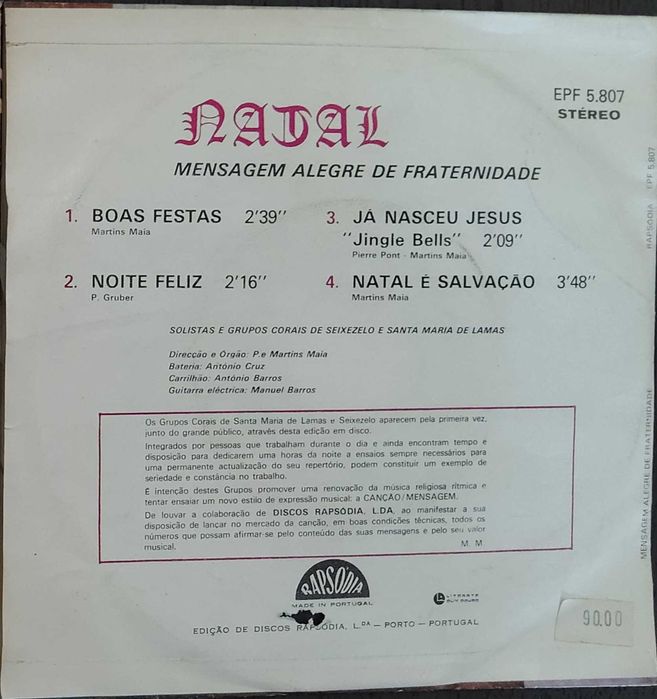 EPF 5.807
STÉREO
NATAL
MENSAGEM ALEGRE DE FRATERNIDADE
1. BOAS FESTAS 2'39''
Martins Maia
2. NOITE FELIZ 2'16''
P. Gruber
3. JÁ NASCEU JESUS
"Jingle Bells" 2'09''
Pierre Pont - Martins Maia
4. NATAL É SALVAÇÃO 3'48''
Martins Maia
SOLISTAS E GRUPOS CORAIS DE SEIXEZELO E SANTA MARIA DE LAMAS
Direcção e Órgão: P.e Martins Maia
Bateria: António Cruz
Carrilhão: António Barros
Guitarra eléctrica: Manuel Barros
Os Grupos Corais de Santa Maria de Lamas e Seixezelo aparecem pela primeira vez,
junto do grande público, através desta edição em disco.
Integrados por pessoas que trabalham durante o dia e ainda encontram tempo e
disposição para dedicarem uma horas da noite a ensaios sempre necessários para
uma permanente actualização do seu repertório, podem constituir um exemplo de
seriedade e constância no trabalho.
É intenção destes Grupos promover uma renovação da música religiosa rítmica e
tentar ensaiar um novo estilo de expressão musical: a CANÇÃO/MENSAGEM.
De louvar a colaboração de DISCOS RAPSÓDIA, L.DA, ao manifestar a sua
disposição de lançar no mercado da canção, em boas condições técnicas, todos os
números que possam afirmar-se pelo conteúdo das suas mensagens e pelo seu valor
musical. M. M.
RAPSÓDIA
MADE IN PORTUGAL
EDIÇÃO DE DISCOS RAPSÓDIA, L.DA — PORTO — PORTUGAL
90.00
MENSAGEM ALEGRE DE FRATERNIDADE RAPSÓDIA EPF 5.807